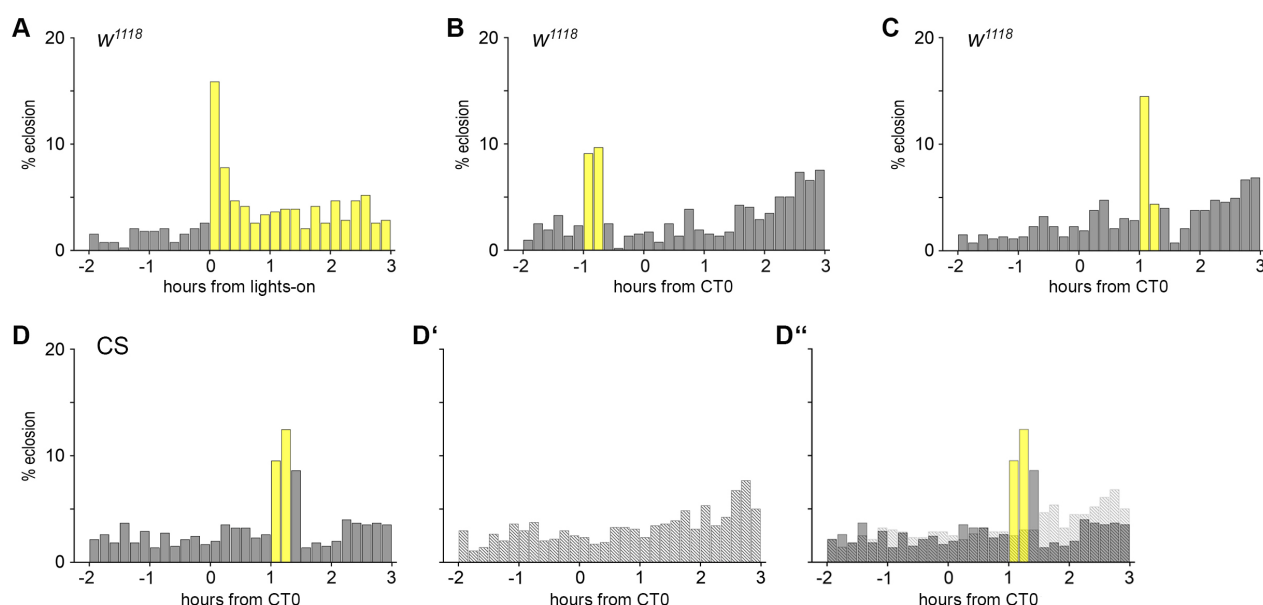 A w¹¹¹⁸
20
10
0
% eclosion
-2 -1 0 1 2 3
hours from lights-on
B w¹¹¹⁸
20
10
0
% eclosion
-2 -1 0 1 2 3
hours from CT0
C w¹¹¹⁸
20
10
0
% eclosion
-2 -1 0 1 2 3
hours from CT0
D CS
20
10
0
% eclosion
-2 -1 0 1 2 3
hours from CT0
D‘
-2 -1 0 1 2 3
hours from CT0
D“
-2 -1 0 1 2 3
hours from CT0